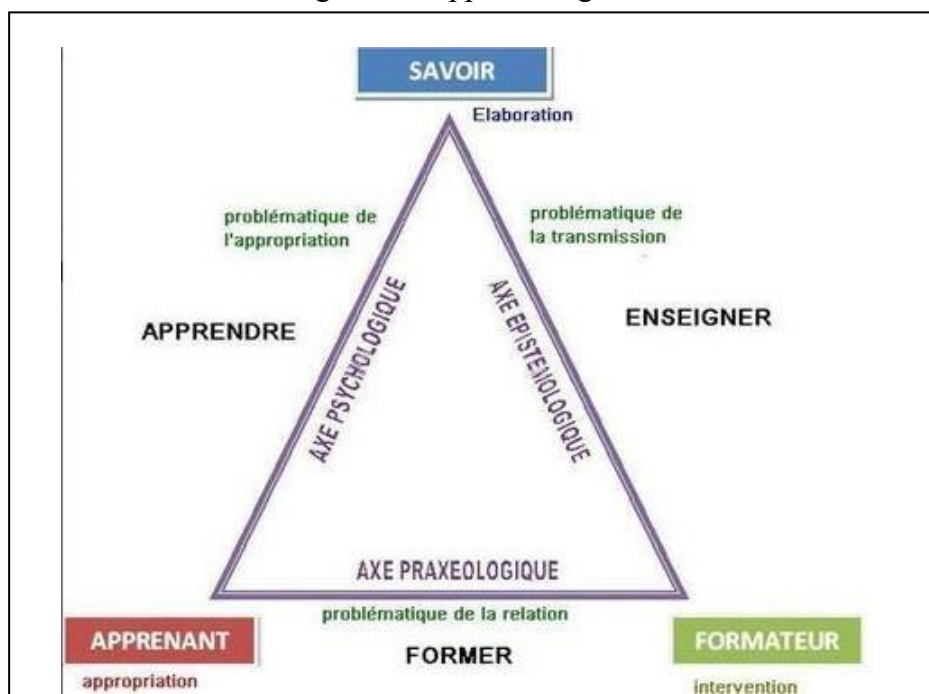 SAVOIR
Elaboration
problématique de
l'appropriation
problématique de
la transmission
APPRENDRE
ENSEIGNER
AXE PSYCHOLOGIQUE
AXE EPISTEMOLOGIQUE
AXE PRAXEOLOGIQUE
problématique de la relation
APPRENANT
FORMER
FORMATEUR
appropriation
intervention